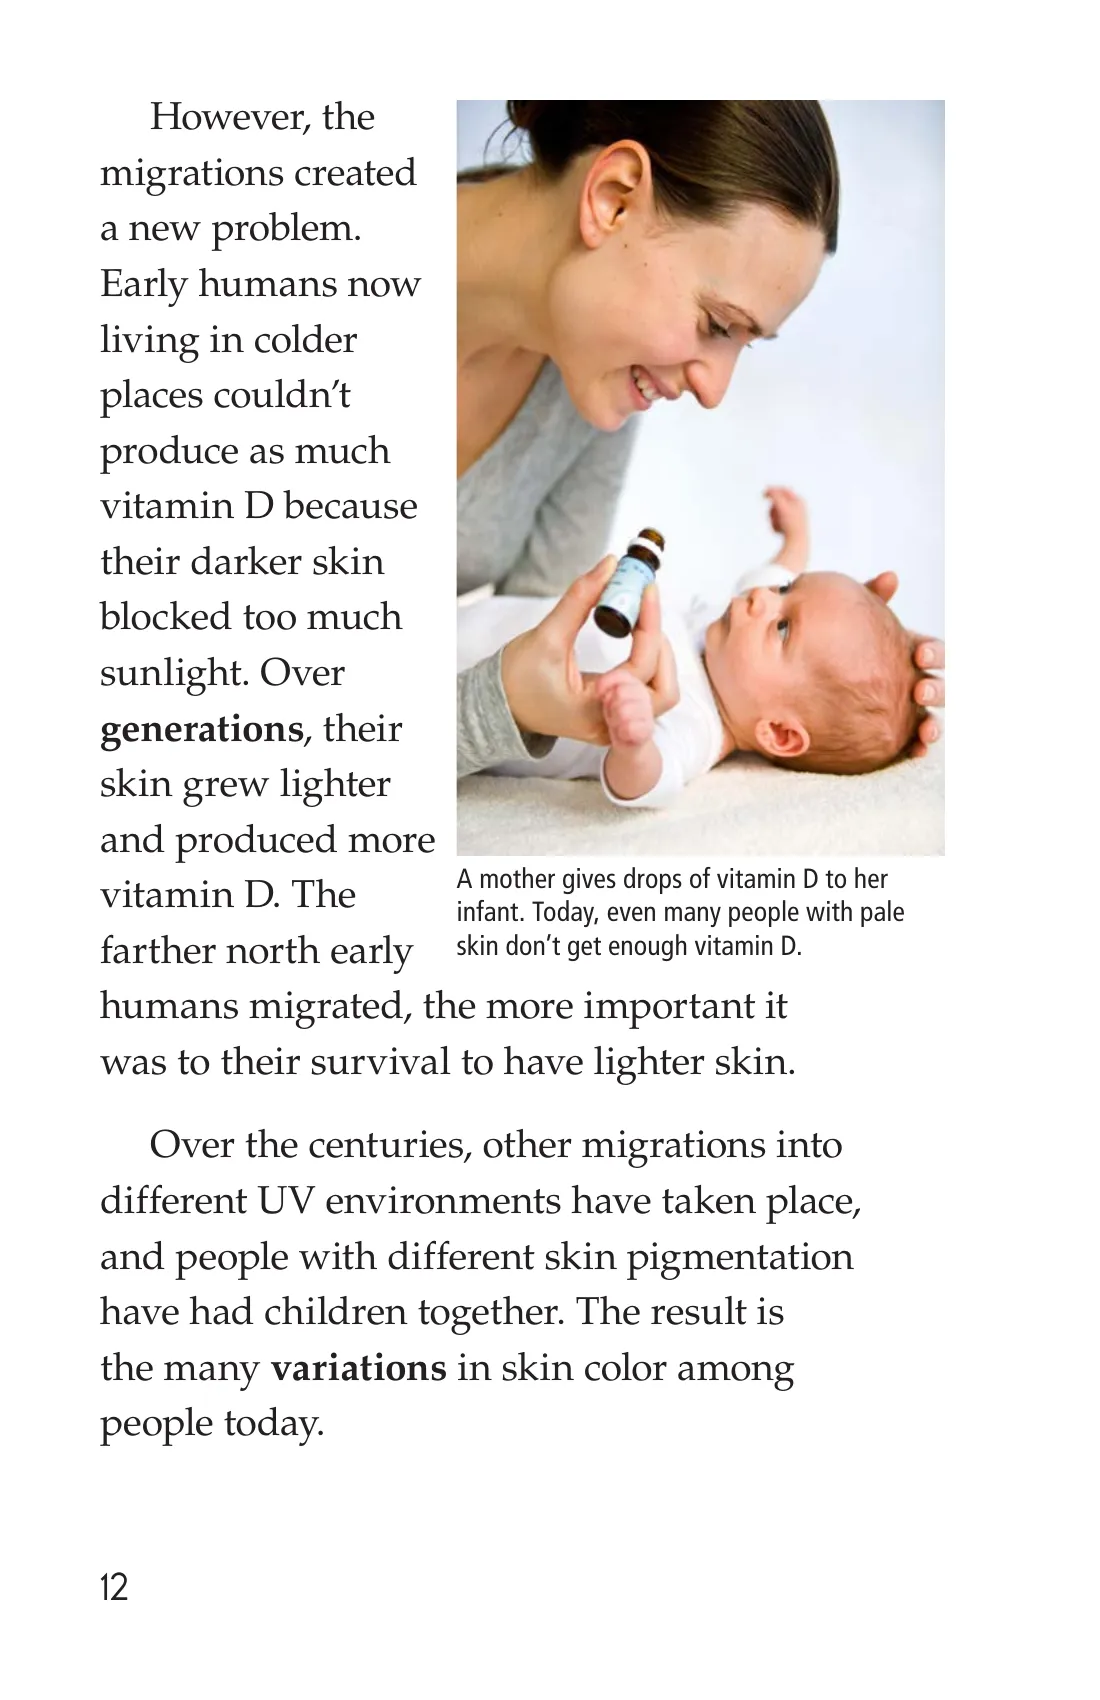 However, the
migrations created
a new problem.
Early humans now
living in colder
places couldn’t
produce as much
vitamin D because
their darker skin
blocked too much
sunlight. Over
generations, their
skin grew lighter
and produced more
vitamin D. The
farther north early
humans migrated, the more important it
was to their survival to have lighter skin.
A mother gives drops of vitamin D to her
infant. Today, even many people with pale
skin don’t get enough vitamin D.
Over the centuries, other migrations into
different UV environments have taken place,
and people with different skin pigmentation
have had children together. The result is
the many variations in skin color among
people today.
12